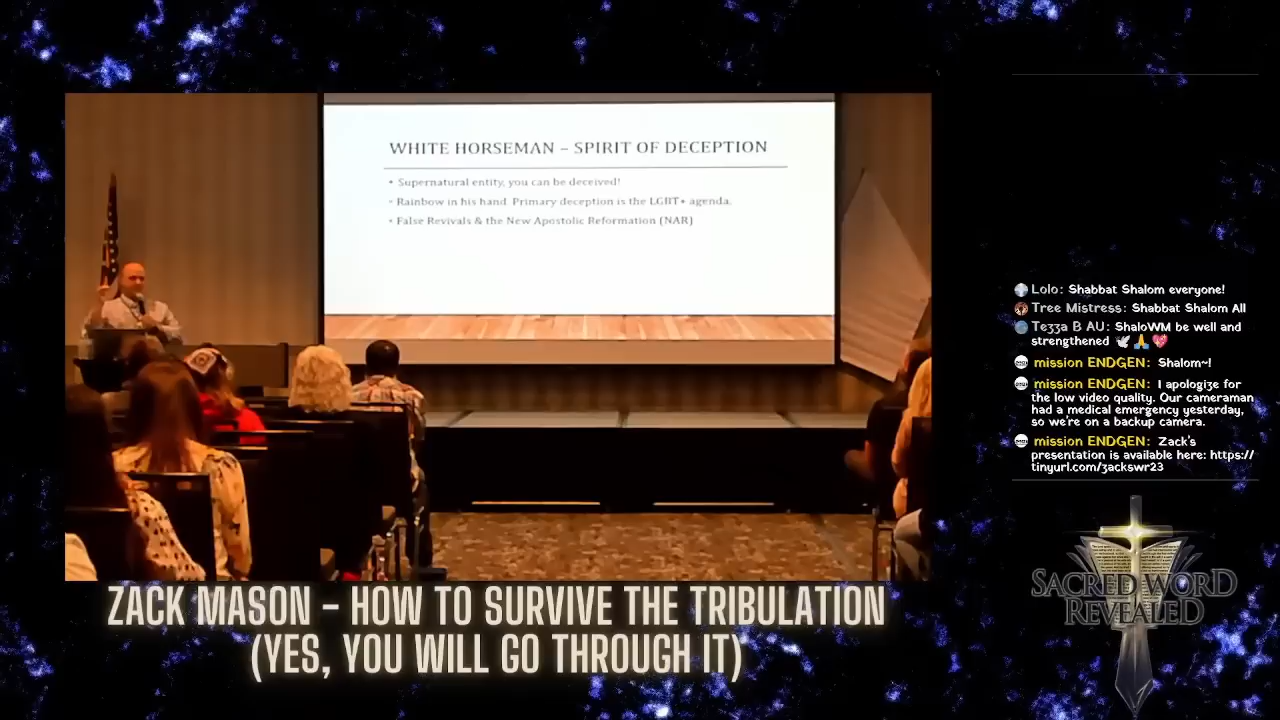 WHITE HORSEMAN – SPIRIT OF DECEPTION
• Supernatural entity, you can be deceived!
• Rainbow in his hand. Primary deception is the LGBT+ agenda.
• False Revivals & the New Apostolic Reformation (NAR)
Lolo: Shabbat Shalom everyone!
Tree Mistress: Shabbat Shalom All
Tezza B AU: ShaloWM be well and
strengthened 🕊️🙏💖
mission ENDGEN: Shalom~!
mission ENDGEN: I apologize for
the low video quality. Our cameraman
had a medical emergency yesterday,
so we're on a backup camera.
mission ENDGEN: Zack's
presentation is available here: https://
tinyurl.com/zackswr23
SACRED WORD
REVEALED
ZACK MASON – HOW TO SURVIVE THE TRIBULATION
(YES, YOU WILL GO THROUGH IT)